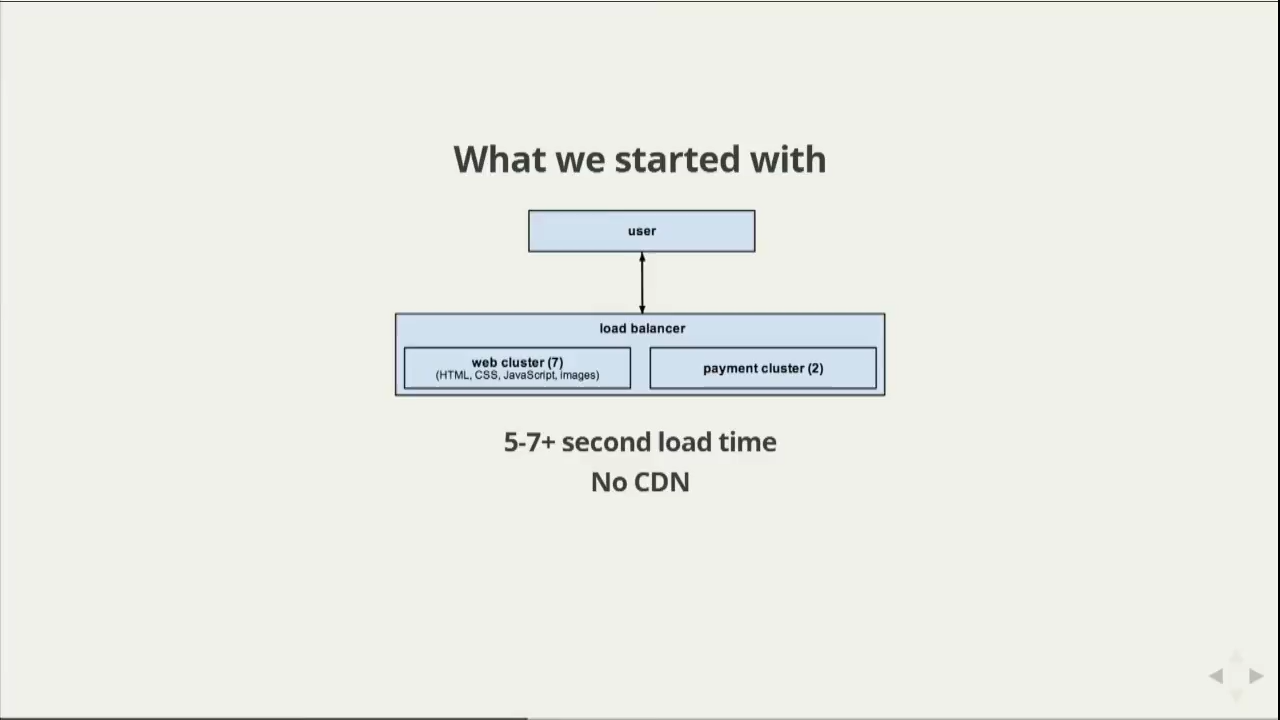 What we started with
user
load balancer
web cluster (7)
(HTML, CSS, JavaScript, images)
payment cluster (2)
5-7+ second load time
No CDN